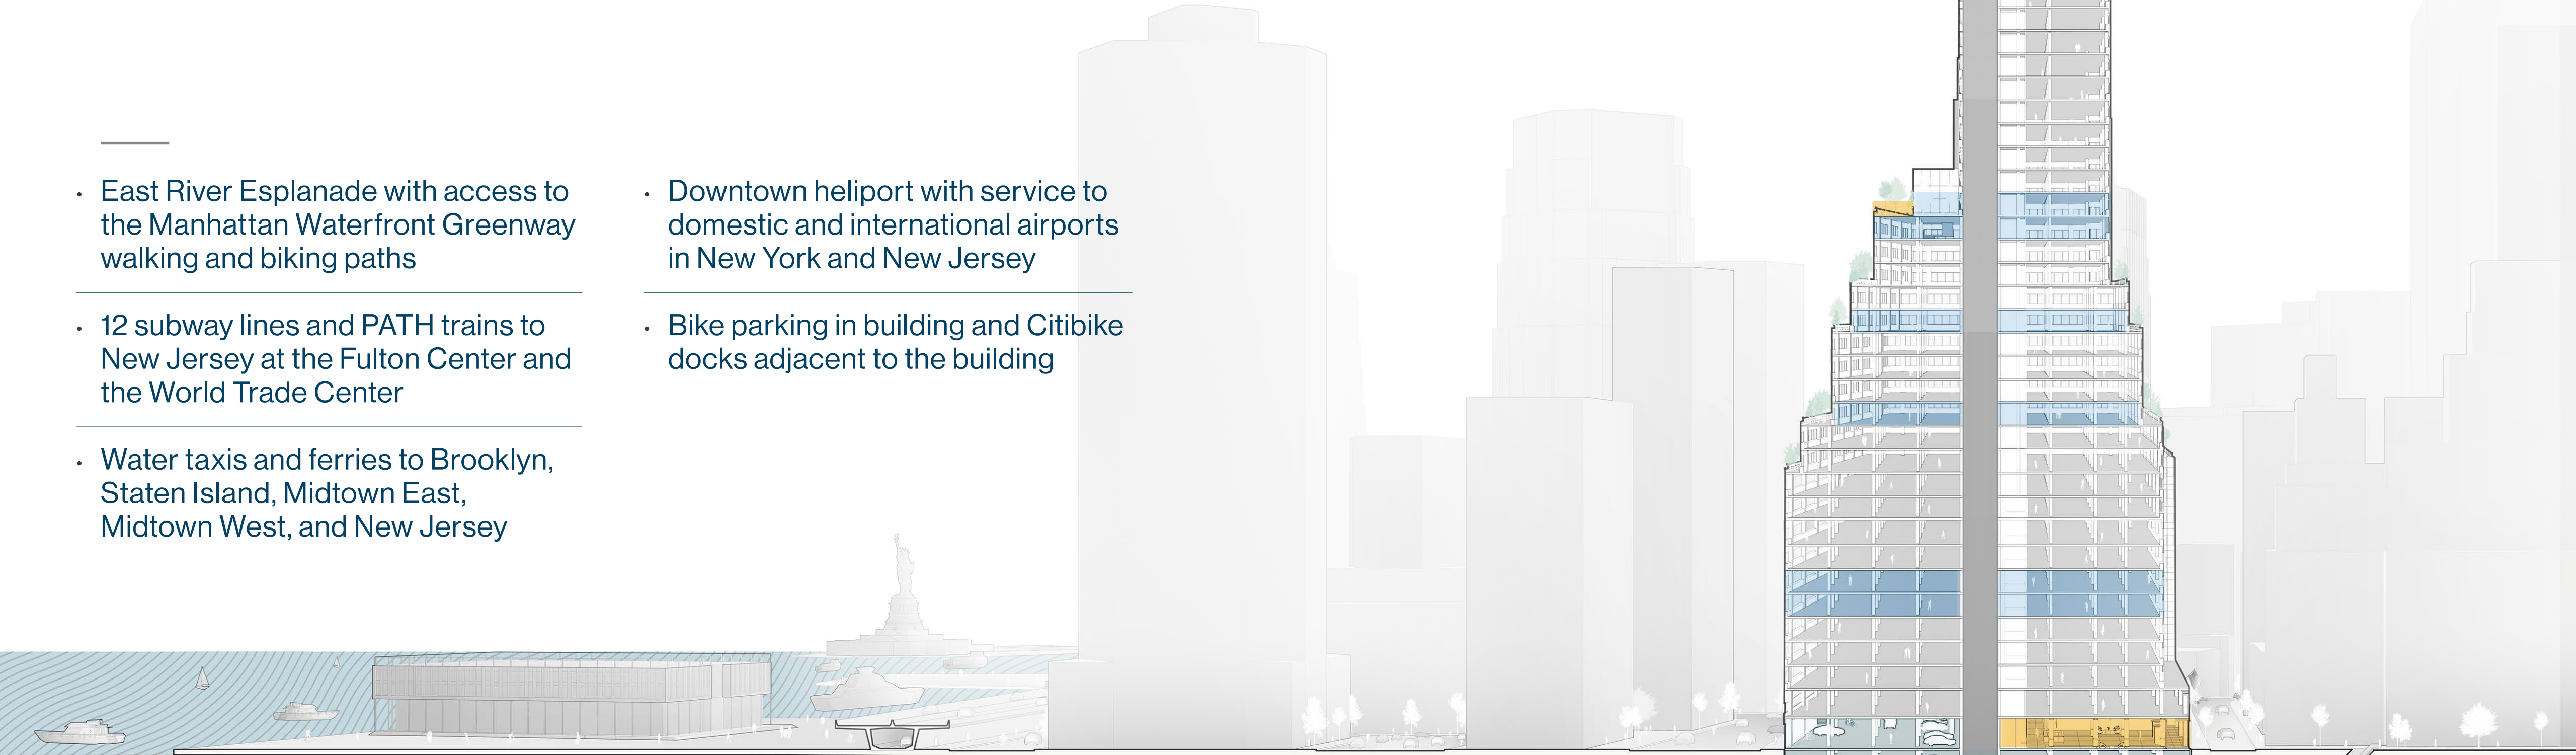 • East River Esplanade with access to
the Manhattan Waterfront Greenway
walking and biking paths
• 12 subway lines and PATH trains to
New Jersey at the Fulton Center and
the World Trade Center
• Water taxis and ferries to Brooklyn,
Staten Island, Midtown East,
Midtown West, and New Jersey
• Downtown heliport with service to
domestic and international airports
in New York and New Jersey
• Bike parking in building and Citibike
docks adjacent to the building